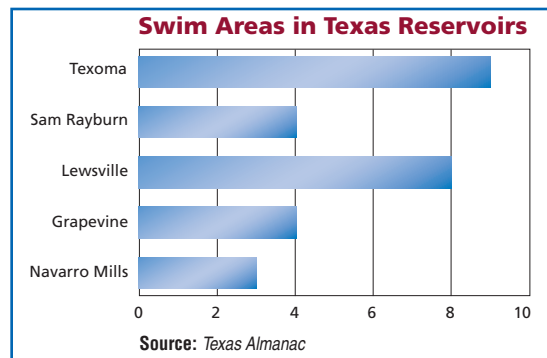 Swim Areas in Texas Reservoirs
Texoma
Sam Rayburn
Lewsville
Grapevine
Navarro Mills
0 2 4 6 8 10
Source: Texas Almanac